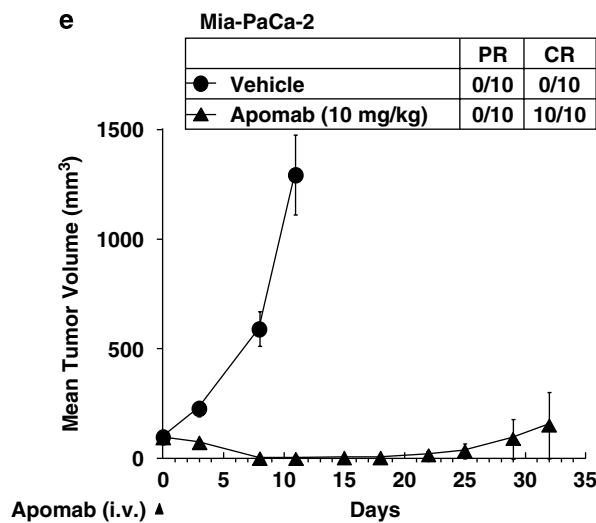 e
Mia-PaCa-2
PR CR
Vehicle 0/10 0/10
Apomab (10 mg/kg) 0/10 10/10
1500
1000
500
0
Mean Tumor Volume (mm³)
0 5 10 15 20 25 30 35
Apomab (i.v.) Days